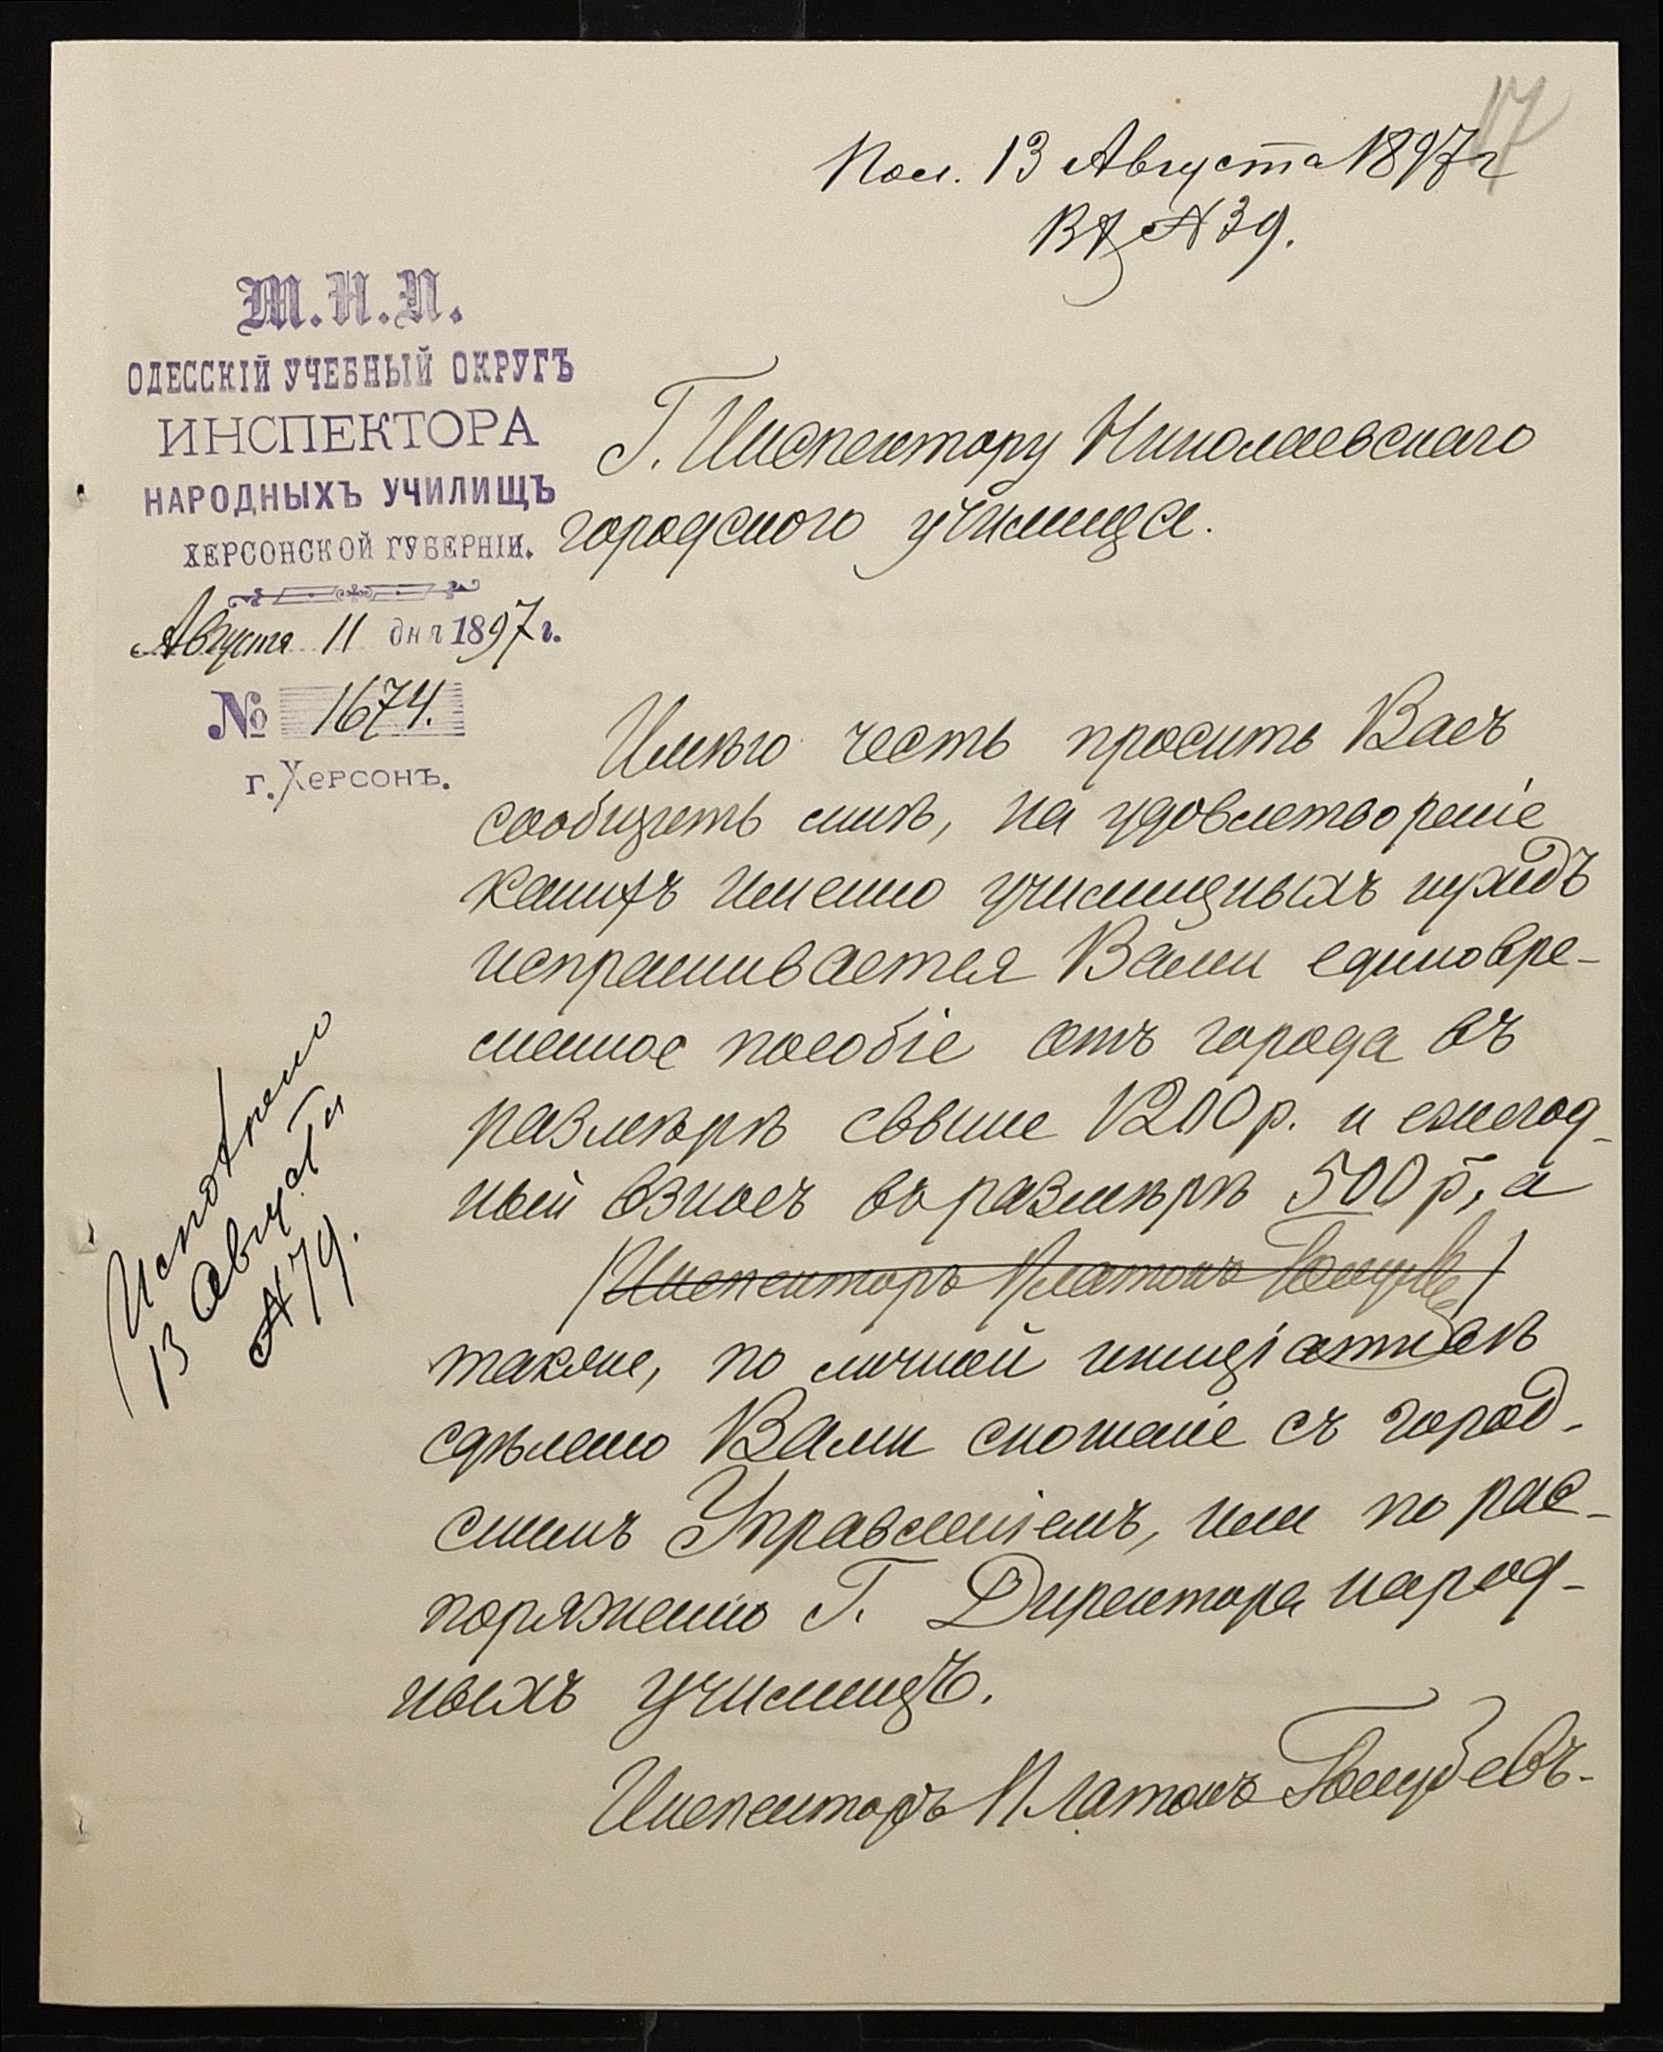 17
Пол. 13 Августа 1897 г
Вх № 39.
М.Н.П.
ОДЕССКІЙ УЧЕБНЫЙ ОКРУГЪ
ИНСПЕКТОРА
НАРОДНЫХЪ УЧИЛИЩЪ
ХЕРСОНСКОЙ ГУБЕРНІИ.
Августа 11 дня 1897 г.
№ 1674.
г. Херсонъ.
Г. Инспектору Николаевскаго
городского училища.
Имѣю честь просить Васъ
сообщить мнѣ, на удовлетвореніе
какихъ именно училищныхъ нуждъ
испрашивается Вами единовре-
менное пособіе отъ города въ
размѣрѣ свыше 1200 р. и ежегод-
ный взносъ въ размѣрѣ 500 р, а
(Инспекторъ Платонъ
также, по личной иниціативѣ
сдѣлано Вами сношеніе съ город-
скимъ Управленіемъ, или по рас-
поряженію Г. Директора народ-
ныхъ училищъ.
Инспекторъ Платонъ
Исполнено
13 Августа
№ 79.